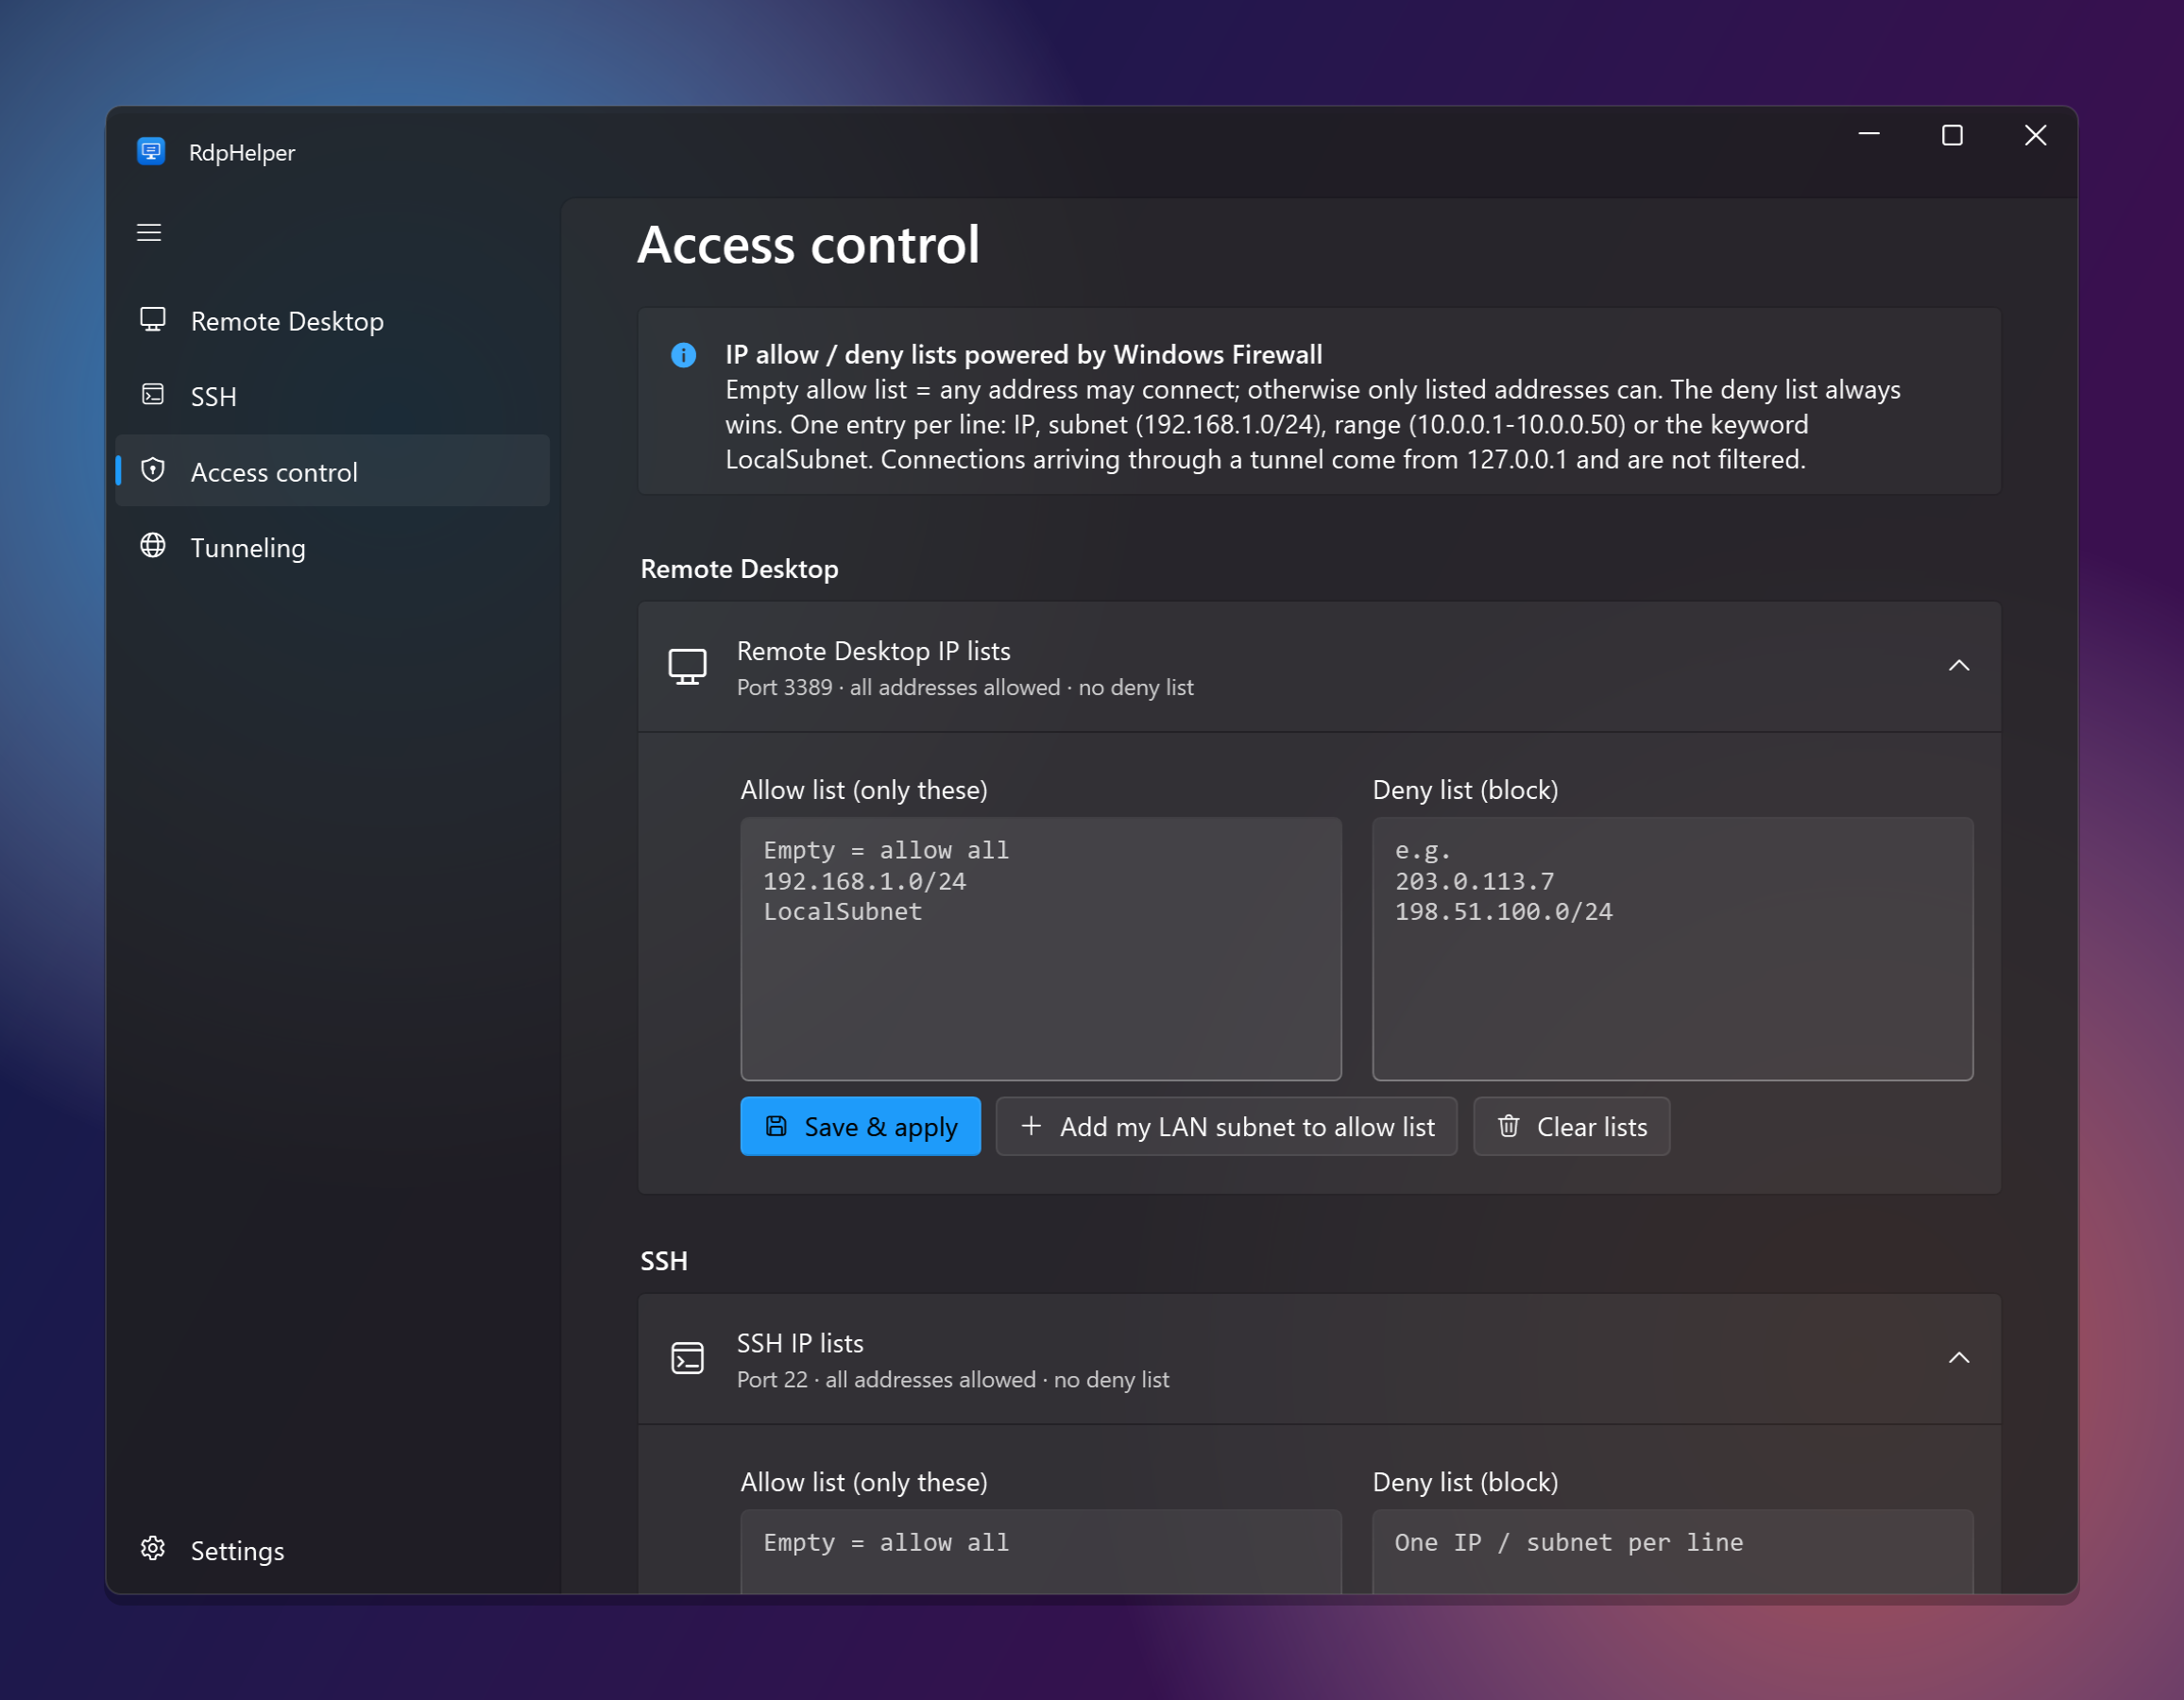 RdpHelper
Remote Desktop
SSH
Access control
Tunneling
Settings
Access control
IP allow / deny lists powered by Windows Firewall
Empty allow list = any address may connect; otherwise only listed addresses can. The deny list always
wins. One entry per line: IP, subnet (192.168.1.0/24), range (10.0.0.1-10.0.0.50) or the keyword
LocalSubnet. Connections arriving through a tunnel come from 127.0.0.1 and are not filtered.
Remote Desktop
Remote Desktop IP lists
Port 3389 · all addresses allowed · no deny list
Allow list (only these)
Empty = allow all
192.168.1.0/24
LocalSubnet
Deny list (block)
e.g.
203.0.113.7
198.51.100.0/24
Save & apply
Add my LAN subnet to allow list
Clear lists
SSH
SSH IP lists
Port 22 · all addresses allowed · no deny list
Allow list (only these)
Empty = allow all
Deny list (block)
One IP / subnet per line